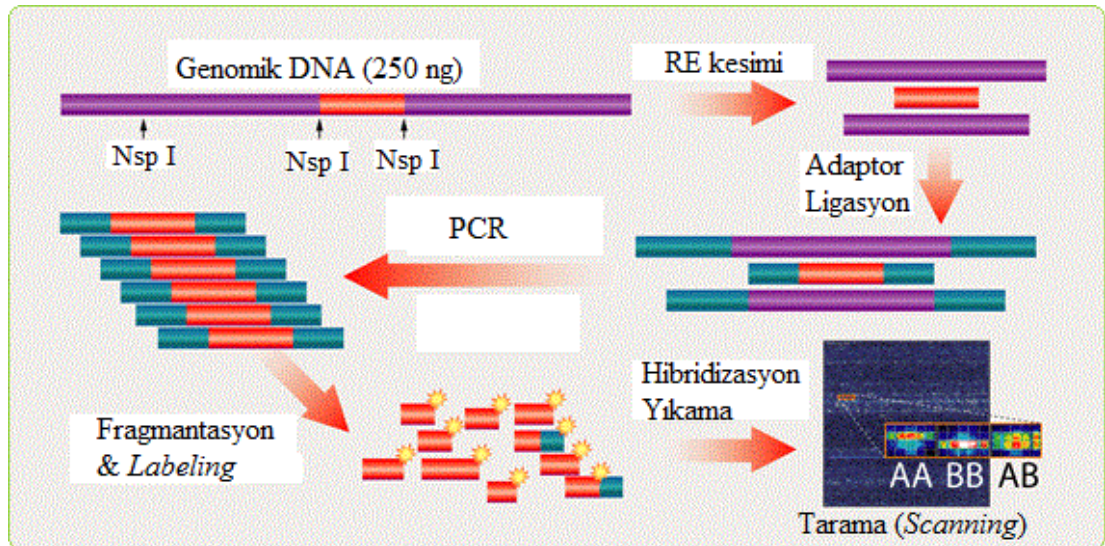 Genomik DNA (250 ng)
RE kesimi
Nsp I
Nsp I
Nsp I
Adaptor
Ligasyon
PCR
Fragmantasyon
& Labeling
Hibridizasyon
Yıkama
AA BB AB
Tarama (Scanning)